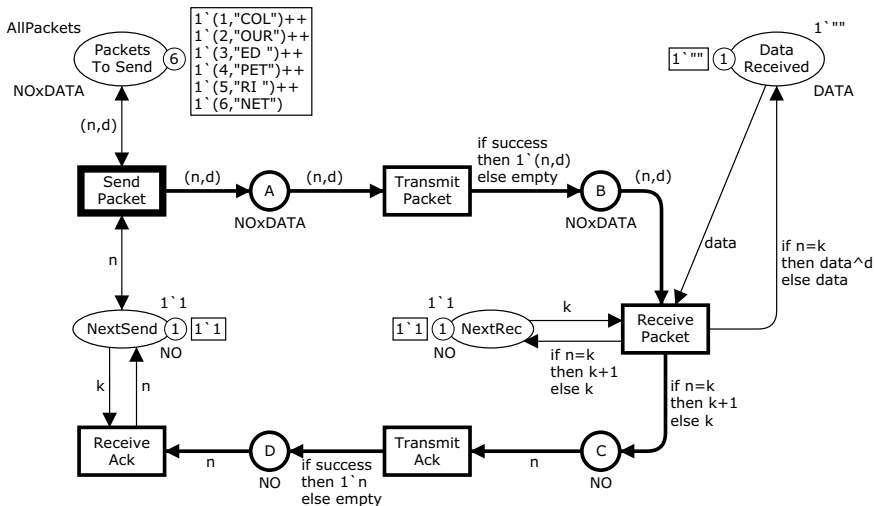 AllPackets
Packets
To Send
6
1`(1,"COL")++
1`(2,"OUR")++
1`(3,"ED ")++
1`(4,"PET")++
1`(5,"RI ")++
1`(6,"NET")
NOxDATA
1`""
1`""
1
Data
Received
DATA
(n,d)
Send
Packet
(n,d)
A
NOxDATA
(n,d)
Transmit
Packet
if success
then 1`(n,d)
else empty
B
NOxDATA
(n,d)
data
if n=k
then data^d
else data
n
1`1
NextSend
1
1`1
NO
1`1
1`1
1
NextRec
NO
k
if n=k
then k+1
else k
Receive
Packet
if n=k
then k+1
else k
k
n
Receive
Ack
n
D
NO
if success
then 1`n
else empty
Transmit
Ack
n
C
NO